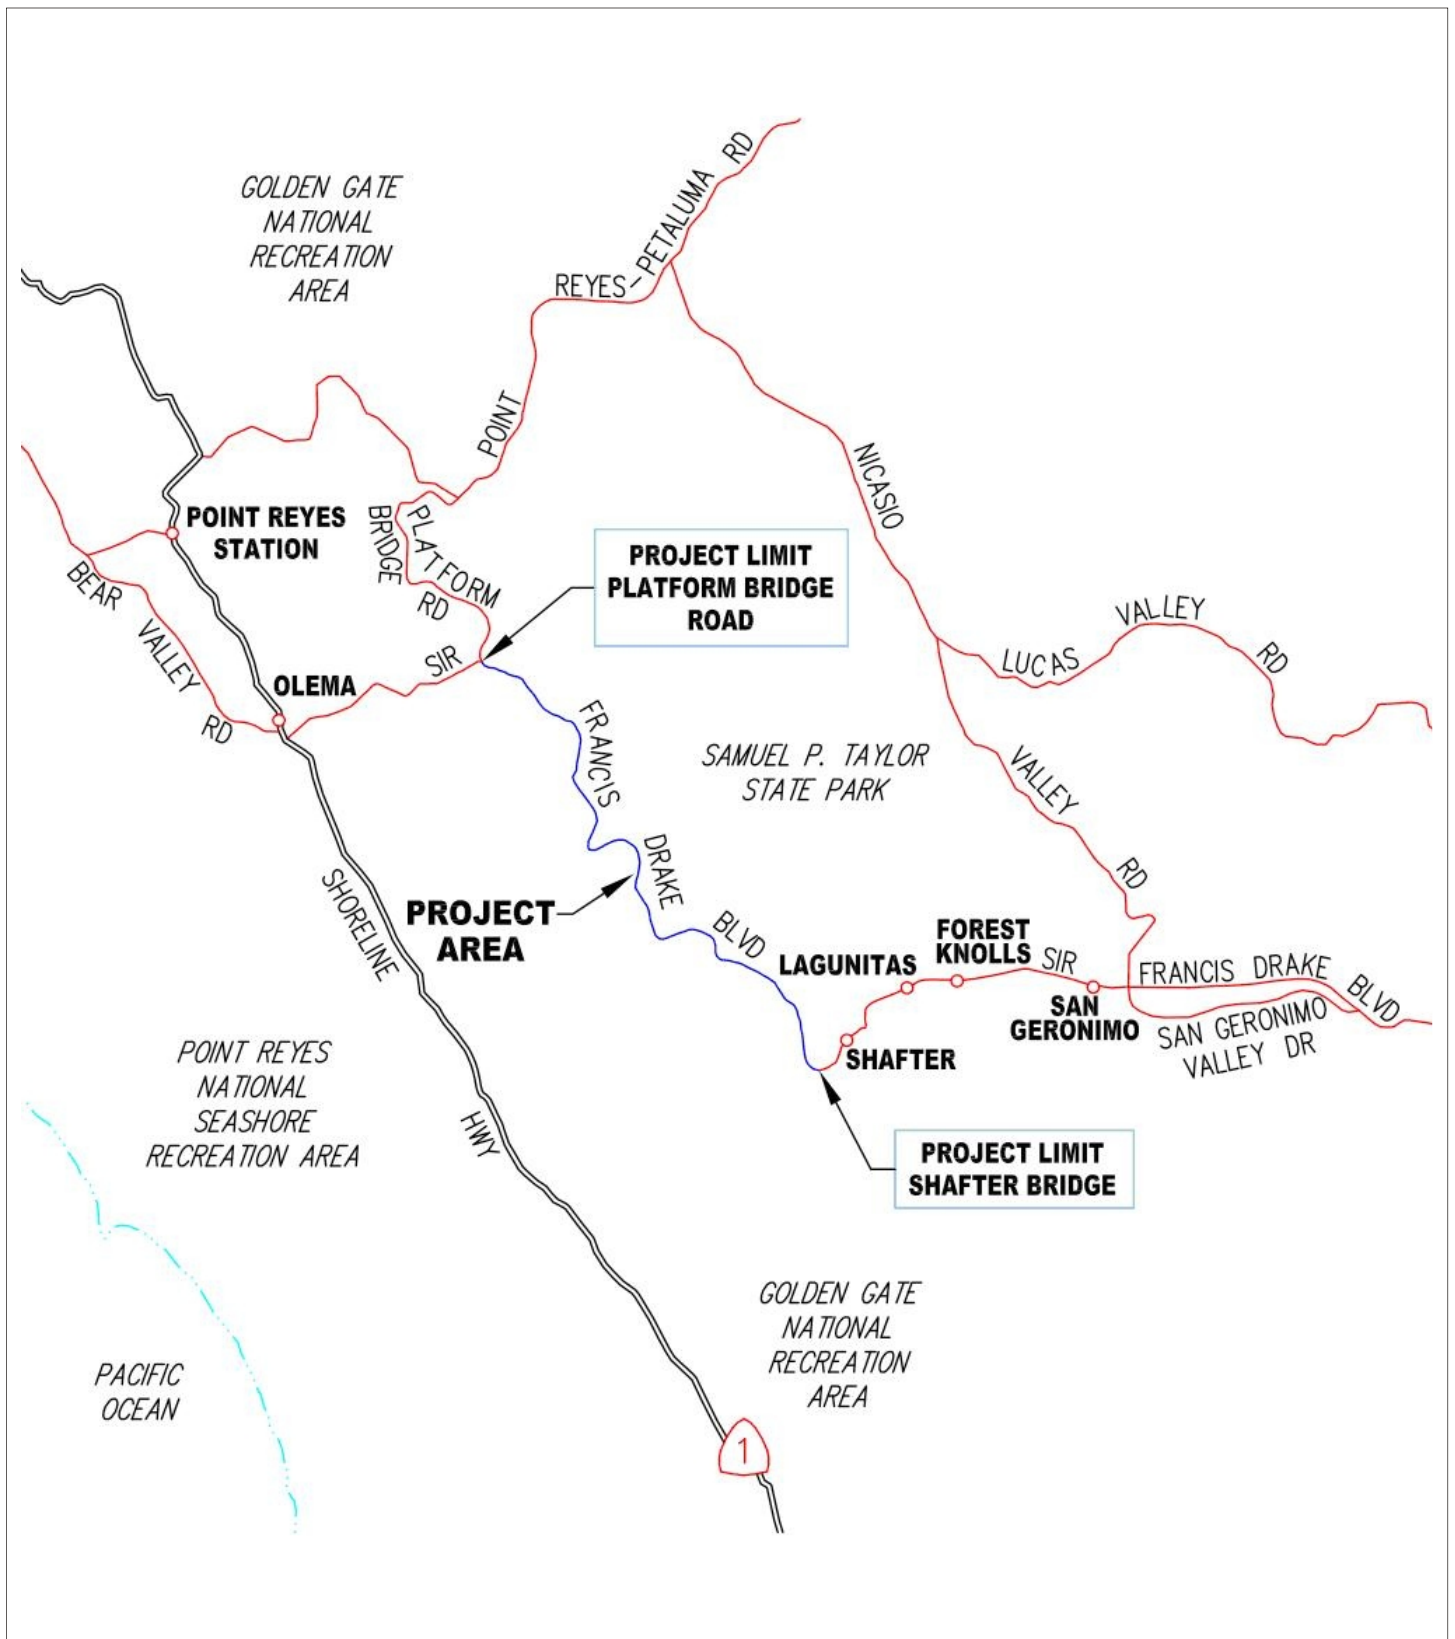 GOLDEN GATE
NATIONAL
RECREATION
AREA
POINT REYES-PETALUMA RD
POINT REYES
STATION
PLATFORM
BRIDGE
RD
NICASIO
VALLEY
RD
PROJECT LIMIT
PLATFORM BRIDGE
ROAD
BEAR
VALLEY
RD
LUCAS VALLEY RD
OLEMA
SIR
FRANCIS
DRAKE
BLVD
SAMUEL P. TAYLOR
STATE PARK
SHORELINE
HWY
PROJECT
AREA
LAGUNITAS
FOREST
KNOLLS
SIR FRANCIS DRAKE BLVD
SAN
GERONIMO
SAN GERONIMO
VALLEY DR
SHAFTER
POINT REYES
NATIONAL
SEASHORE
RECREATION AREA
PROJECT LIMIT
SHAFTER BRIDGE
GOLDEN GATE
NATIONAL
RECREATION
AREA
PACIFIC
OCEAN
1